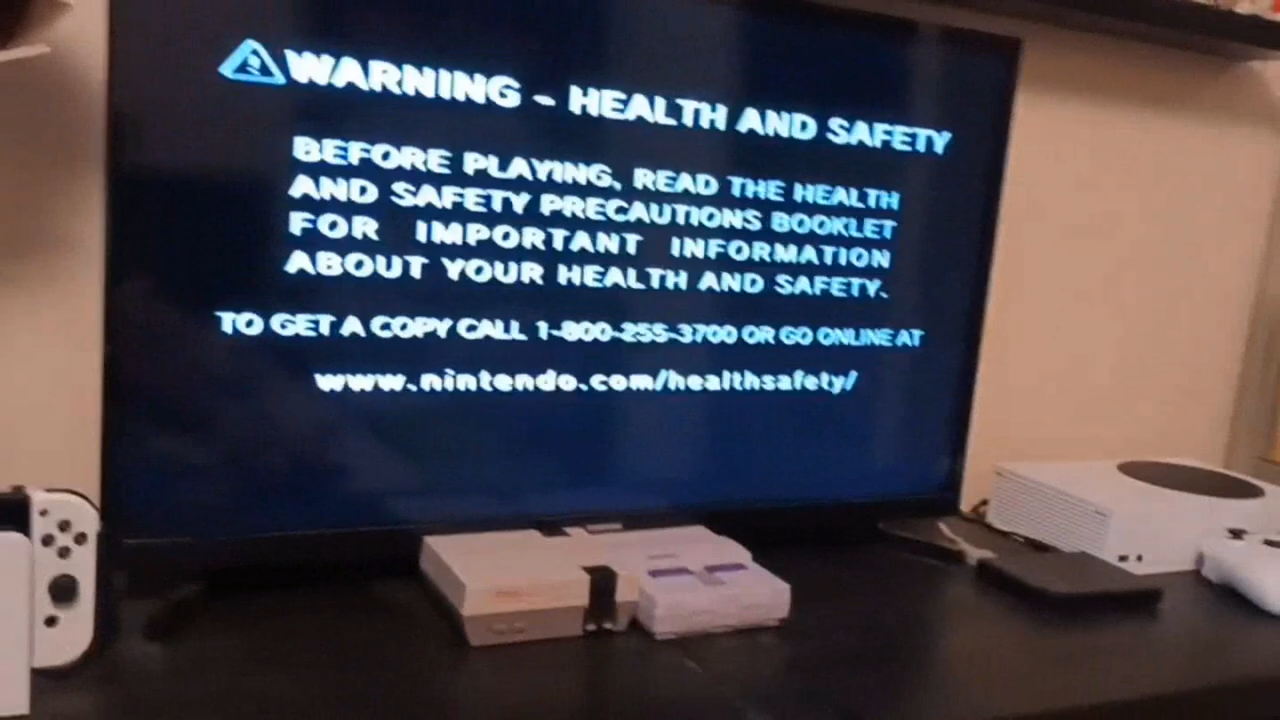 WARNING - HEALTH AND SAFETY
BEFORE PLAYING, READ THE HEALTH
AND SAFETY PRECAUTIONS BOOKLET
FOR IMPORTANT INFORMATION
ABOUT YOUR HEALTH AND SAFETY.
TO GET A COPY CALL 1-800-255-3700 OR GO ONLINE AT
www.nintendo.com/healthsafety/